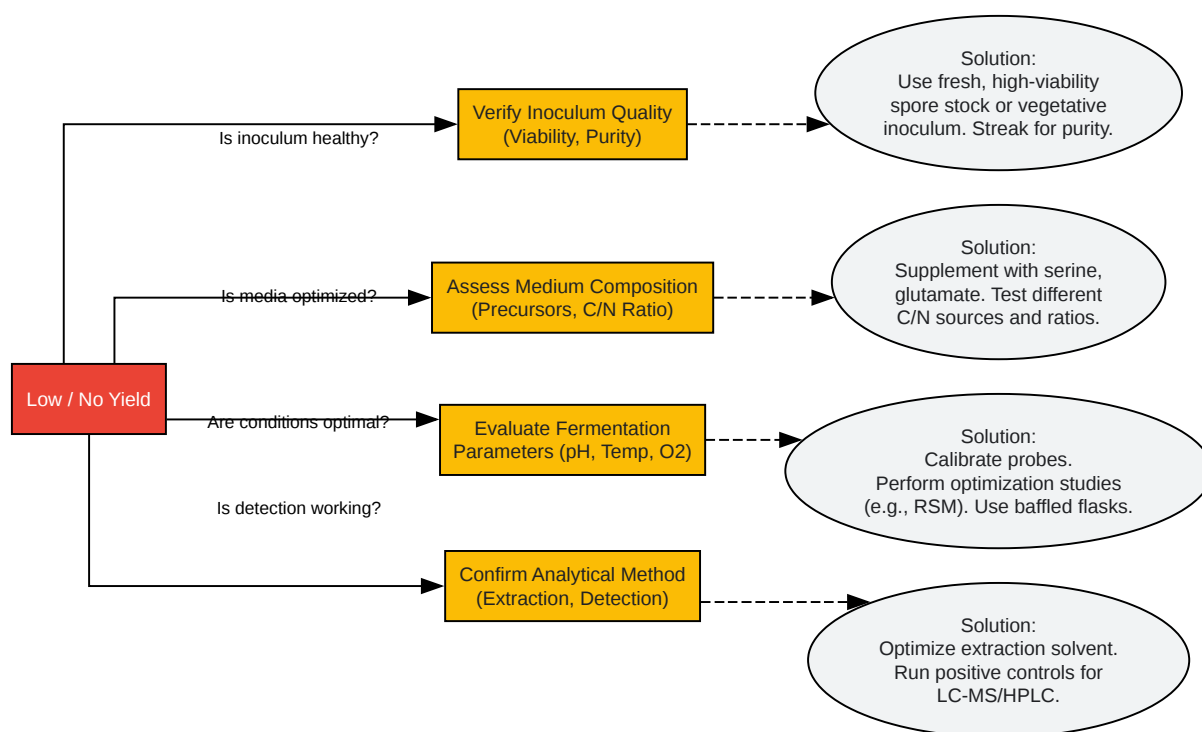 Solution:
Use fresh, high-viability
spore stock or vegetative
inoculum. Streak for purity.
Verify Inoculum Quality
(Viability, Purity)
Is inoculum healthy?
Solution:
Supplement with serine,
glutamate. Test different
C/N sources and ratios.
Assess Medium Composition
(Precursors, C/N Ratio)
Is media optimized?
Low / No Yield
Are conditions optimal?
Evaluate Fermentation
Parameters (pH, Temp, O2)
Solution:
Calibrate probes.
Perform optimization studies
(e.g., RSM). Use baffled flasks.
Is detection working?
Confirm Analytical Method
(Extraction, Detection)
Solution:
Optimize extraction solvent.
Run positive controls for
LC-MS/HPLC.